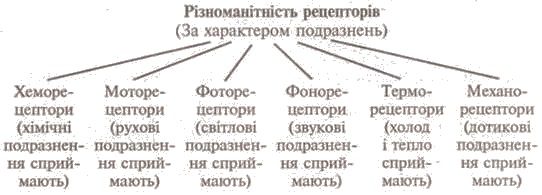 Різноманітність рецепторів
(За характером подразнень)
Хеморе-
цептори
(хімічні
подразнен-
ня сприй-
мають)
Моторе-
цептори
(рухові
подразнен-
ня сприй-
мають)
Фоторе-
цептори
(світлові
подразнен-
ня сприй-
мають)
Фоноре-
цептори
(звукові
подразнен-
ня сприй-
мають)
Термо-
рецептори
(холод
і тепло
сприй-
мають)
Механо-
рецептори
(дотикові
подразнен-
ня сприй-
мають)